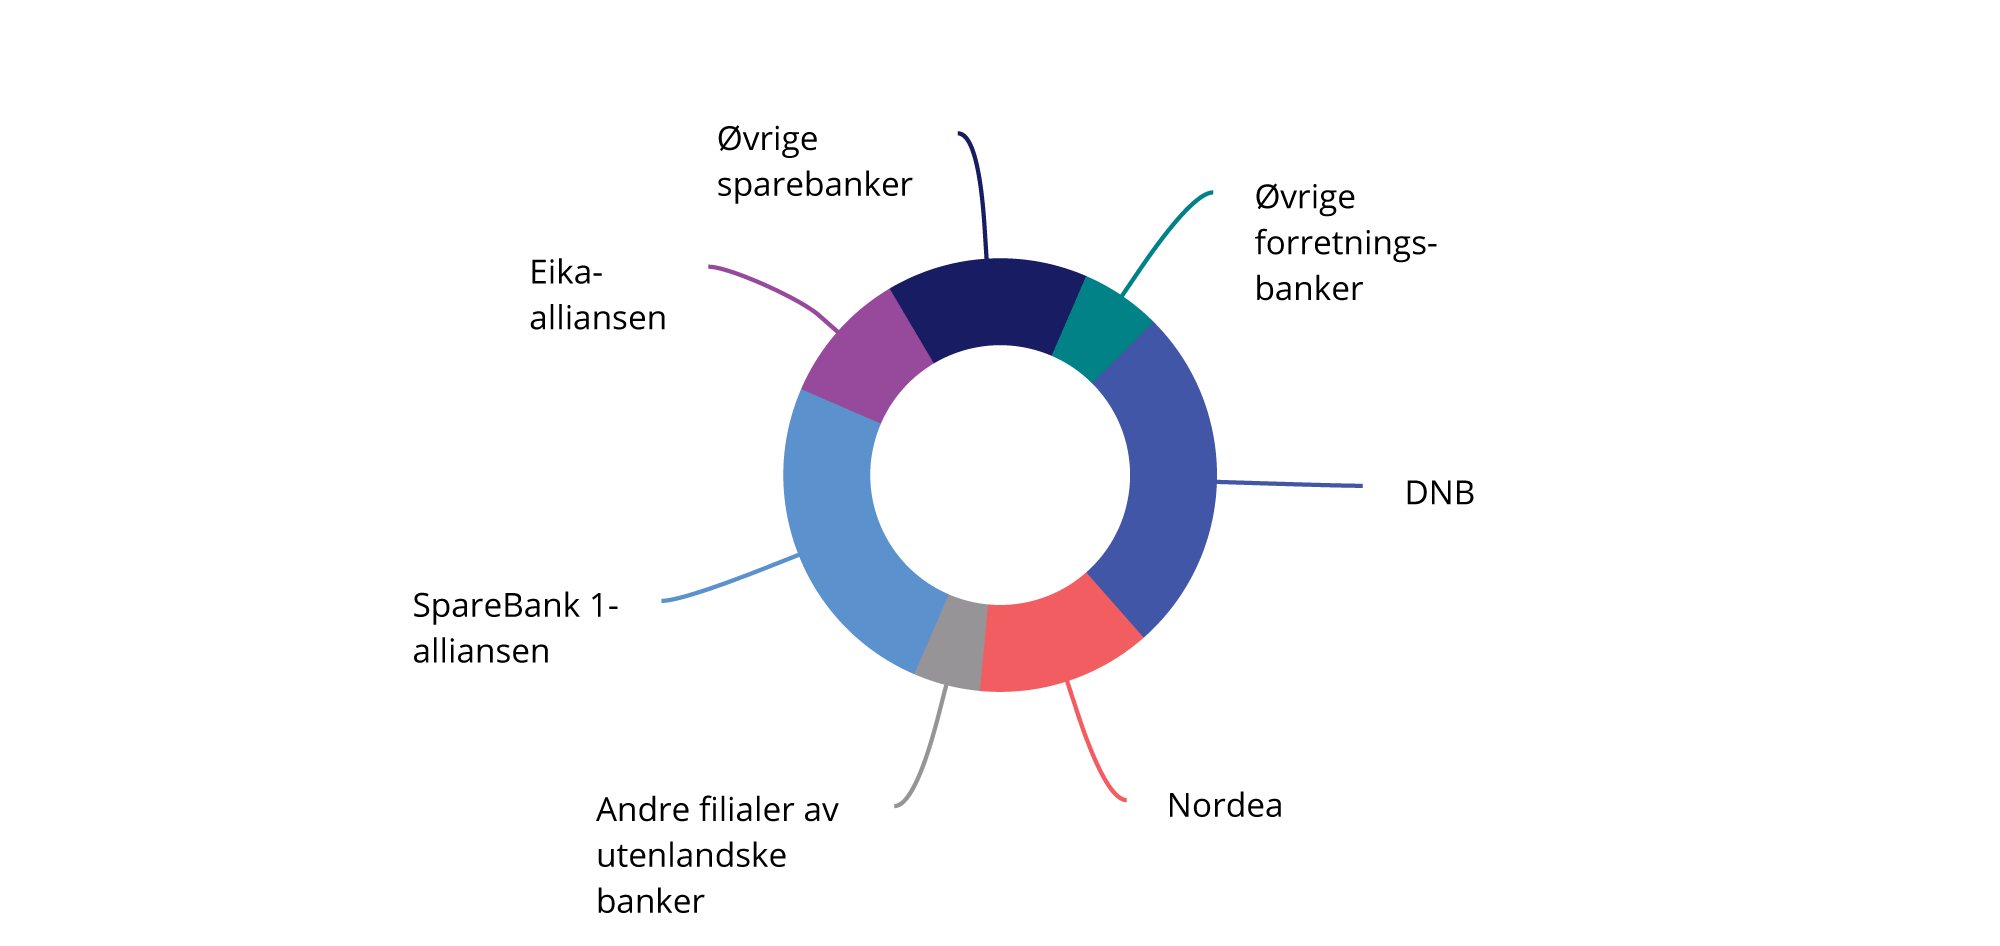 Øvrige
sparebanker
Øvrige
forretnings-
banker
Eika-
alliansen
DNB
SpareBank 1-
alliansen
Nordea
Andre filialer av
utenlandske
banker